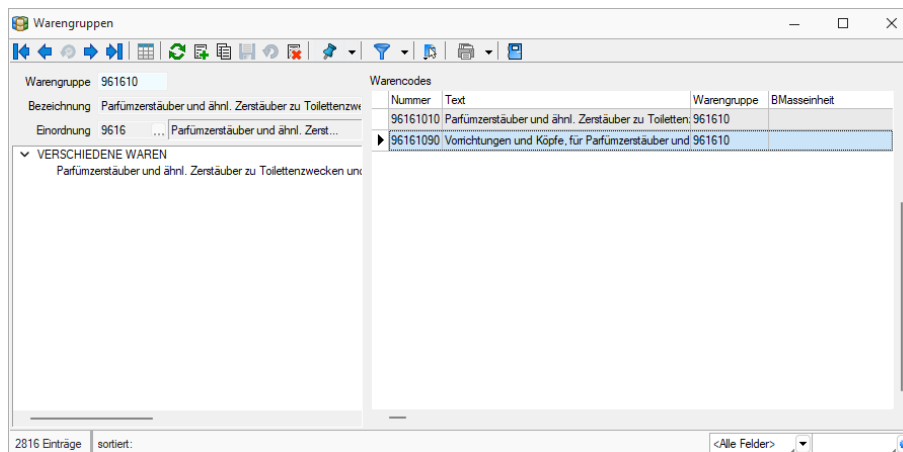 Warengruppen
Warengruppe 961610
Bezeichnung Parfümzerstäuber und ähnl. Zerstäuber zu Toilettenzwe
Einordnung 9616 ... Parfümzerstäuber und ähnl. Zerst...
VERSCHIEDENE WAREN
Parfümzerstäuber und ähnl. Zerstäuber zu Toilettenzwecken und
Warencodes
Nummer Text Warengruppe BMasseinheit
96161010 Parfümzerstäuber und ähnl. Zerstäuber zu Toiletten: 961610
96161090 Vorrichtungen und Köpfe, für Parfümzerstäuber und 961610
2816 Einträge sortiert: <Alle Felder>